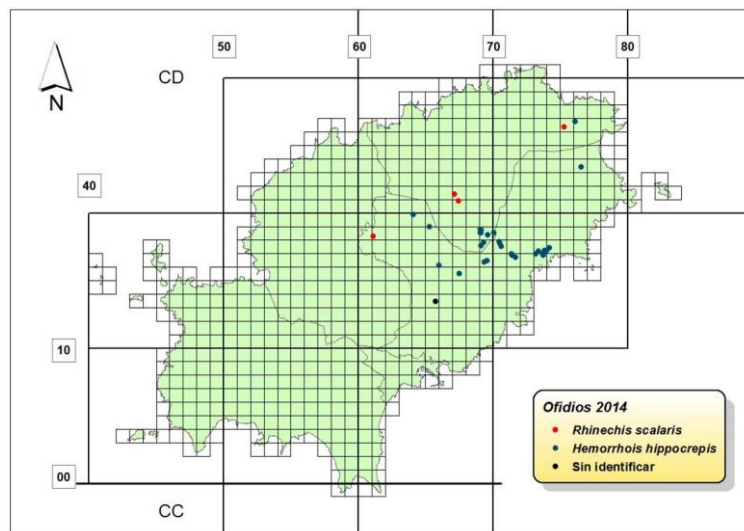 50 60 70 80
CD
N
40
10
Ofidios 2014
Rhinechis scalaris
Hemorrhois hippocrepis
Sin identificar
00
CC